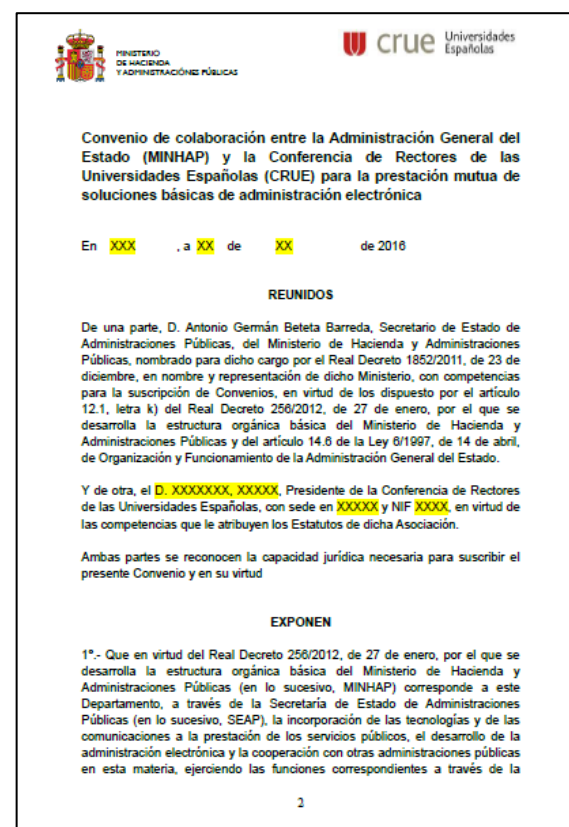 MINISTERIO
DE HACIENDA
Y ADMINISTRACIÓNES PÚBLICAS
crue Universidades
Españolas
Convenio de colaboración entre la Administración General del
Estado (MINHAP) y la Conferencia de Rectores de las
Universidades Españolas (CRUE) para la prestación mutua de
soluciones básicas de administración electrónica
En XXX , a XX de XX de 2016
REUNIDOS
De una parte, D. Antonio Germán Beteta Barreda, Secretario de Estado de
Administraciones Públicas, del Ministerio de Hacienda y Administraciones
Públicas, nombrado para dicho cargo por el Real Decreto 1852/2011, de 23 de
diciembre, en nombre y representación de dicho Ministerio, con competencias
para la suscripción de Convenios, en virtud de los dispuesto por el artículo
12.1, letra k) del Real Decreto 256/2012, de 27 de enero, por el que se
desarrolla la estructura orgánica básica del Ministerio de Hacienda y
Administraciones Públicas y del artículo 14.6 de la Ley 6/1997, de 14 de abril,
de Organización y Funcionamiento de la Administración General del Estado.
Y de otra, el D. XXXXXXX, XXXXX, Presidente de la Conferencia de Rectores
de las Universidades Españolas, con sede en XXXXX y NIF XXXX, en virtud de
las competencias que le atribuyen los Estatutos de dicha Asociación.
Ambas partes se reconocen la capacidad jurídica necesaria para suscribir el
presente Convenio y en su virtud
EXPONEN
1º.- Que en virtud del Real Decreto 256/2012, de 27 de enero, por el que se
desarrolla la estructura orgánica básica del Ministerio de Hacienda y
Administraciones Públicas (en lo sucesivo, MINHAP) corresponde a este
Departamento, a través de la Secretaría de Estado de Administraciones
Públicas (en lo sucesivo, SEAP), la incorporación de las tecnologías y de las
comunicaciones a la prestación de los servicios públicos, el desarrollo de la
administración electrónica y la cooperación con otras administraciones públicas
en esta materia, ejerciendo las funciones correspondientes a través de la
2